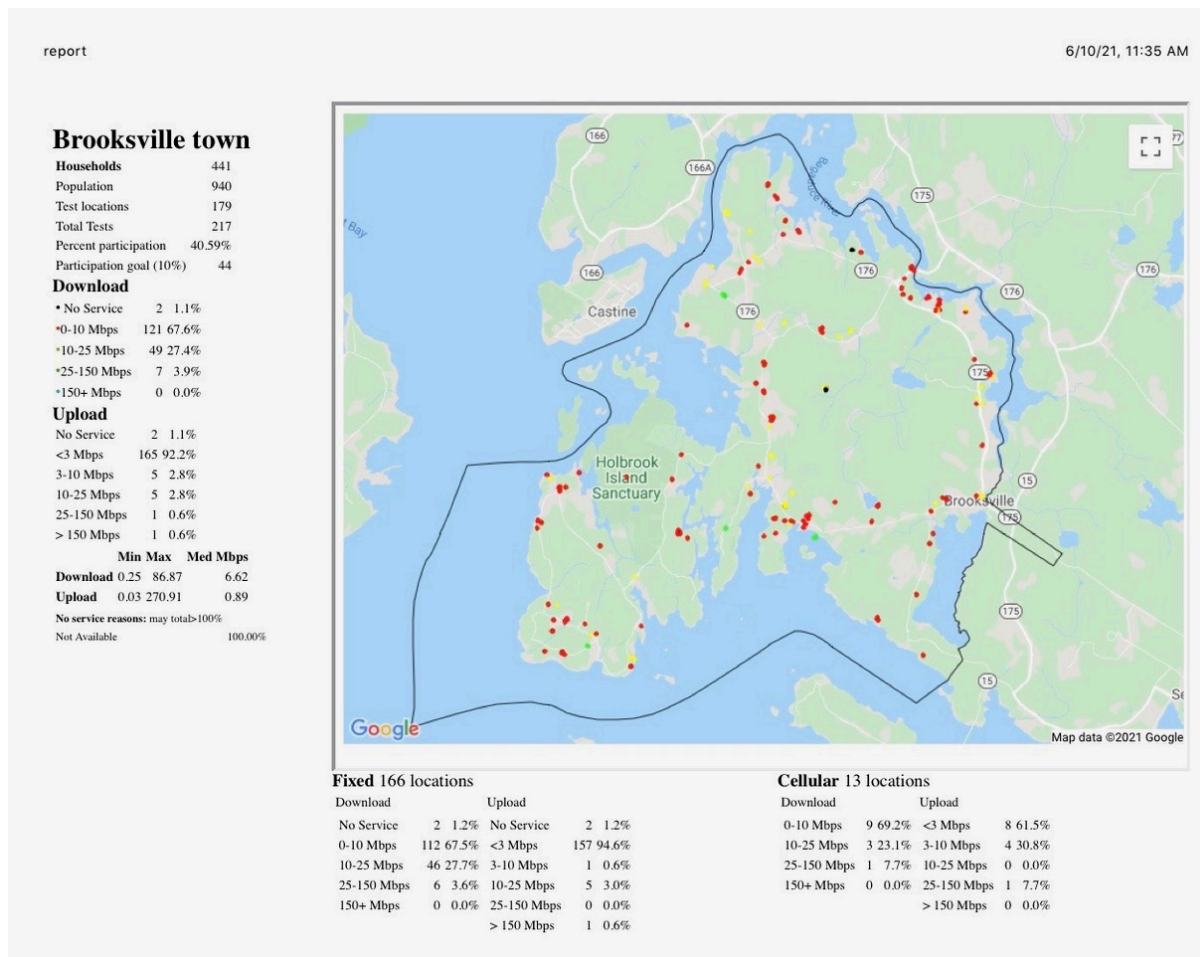 report
6/10/21, 11:35 AM
Brooksville town
Households 441
Population 940
Test locations 179
Total Tests 217
Percent participation 40.59%
Participation goal (10%) 44
Download
• No Service 2 1.1%
•0-10 Mbps 121 67.6%
•10-25 Mbps 49 27.4%
•25-150 Mbps 7 3.9%
•150+ Mbps 0 0.0%
Upload
No Service 2 1.1%
<3 Mbps 165 92.2%
3-10 Mbps 5 2.8%
10-25 Mbps 5 2.8%
25-150 Mbps 1 0.6%
> 150 Mbps 1 0.6%
Min Max Med Mbps
Download 0.25 86.87 6.62
Upload 0.03 270.91 0.89
No service reasons: may total>100%
Not Available 100.00%
166
166A
77
175
t Bay
176
166
176
176
Castine
176
175
Holbrook
Island
Sanctuary
15
Brooksville
175
175
15
Se
Google
Map data ©2021 Google
Fixed 166 locations
Download Upload
No Service 2 1.2% No Service 2 1.2%
0-10 Mbps 112 67.5% <3 Mbps 157 94.6%
10-25 Mbps 46 27.7% 3-10 Mbps 1 0.6%
25-150 Mbps 6 3.6% 10-25 Mbps 5 3.0%
150+ Mbps 0 0.0% 25-150 Mbps 0 0.0%
> 150 Mbps 1 0.6%
Cellular 13 locations
Download Upload
0-10 Mbps 9 69.2% <3 Mbps 8 61.5%
10-25 Mbps 3 23.1% 3-10 Mbps 4 30.8%
25-150 Mbps 1 7.7% 10-25 Mbps 0 0.0%
150+ Mbps 0 0.0% 25-150 Mbps 1 7.7%
> 150 Mbps 0 0.0%